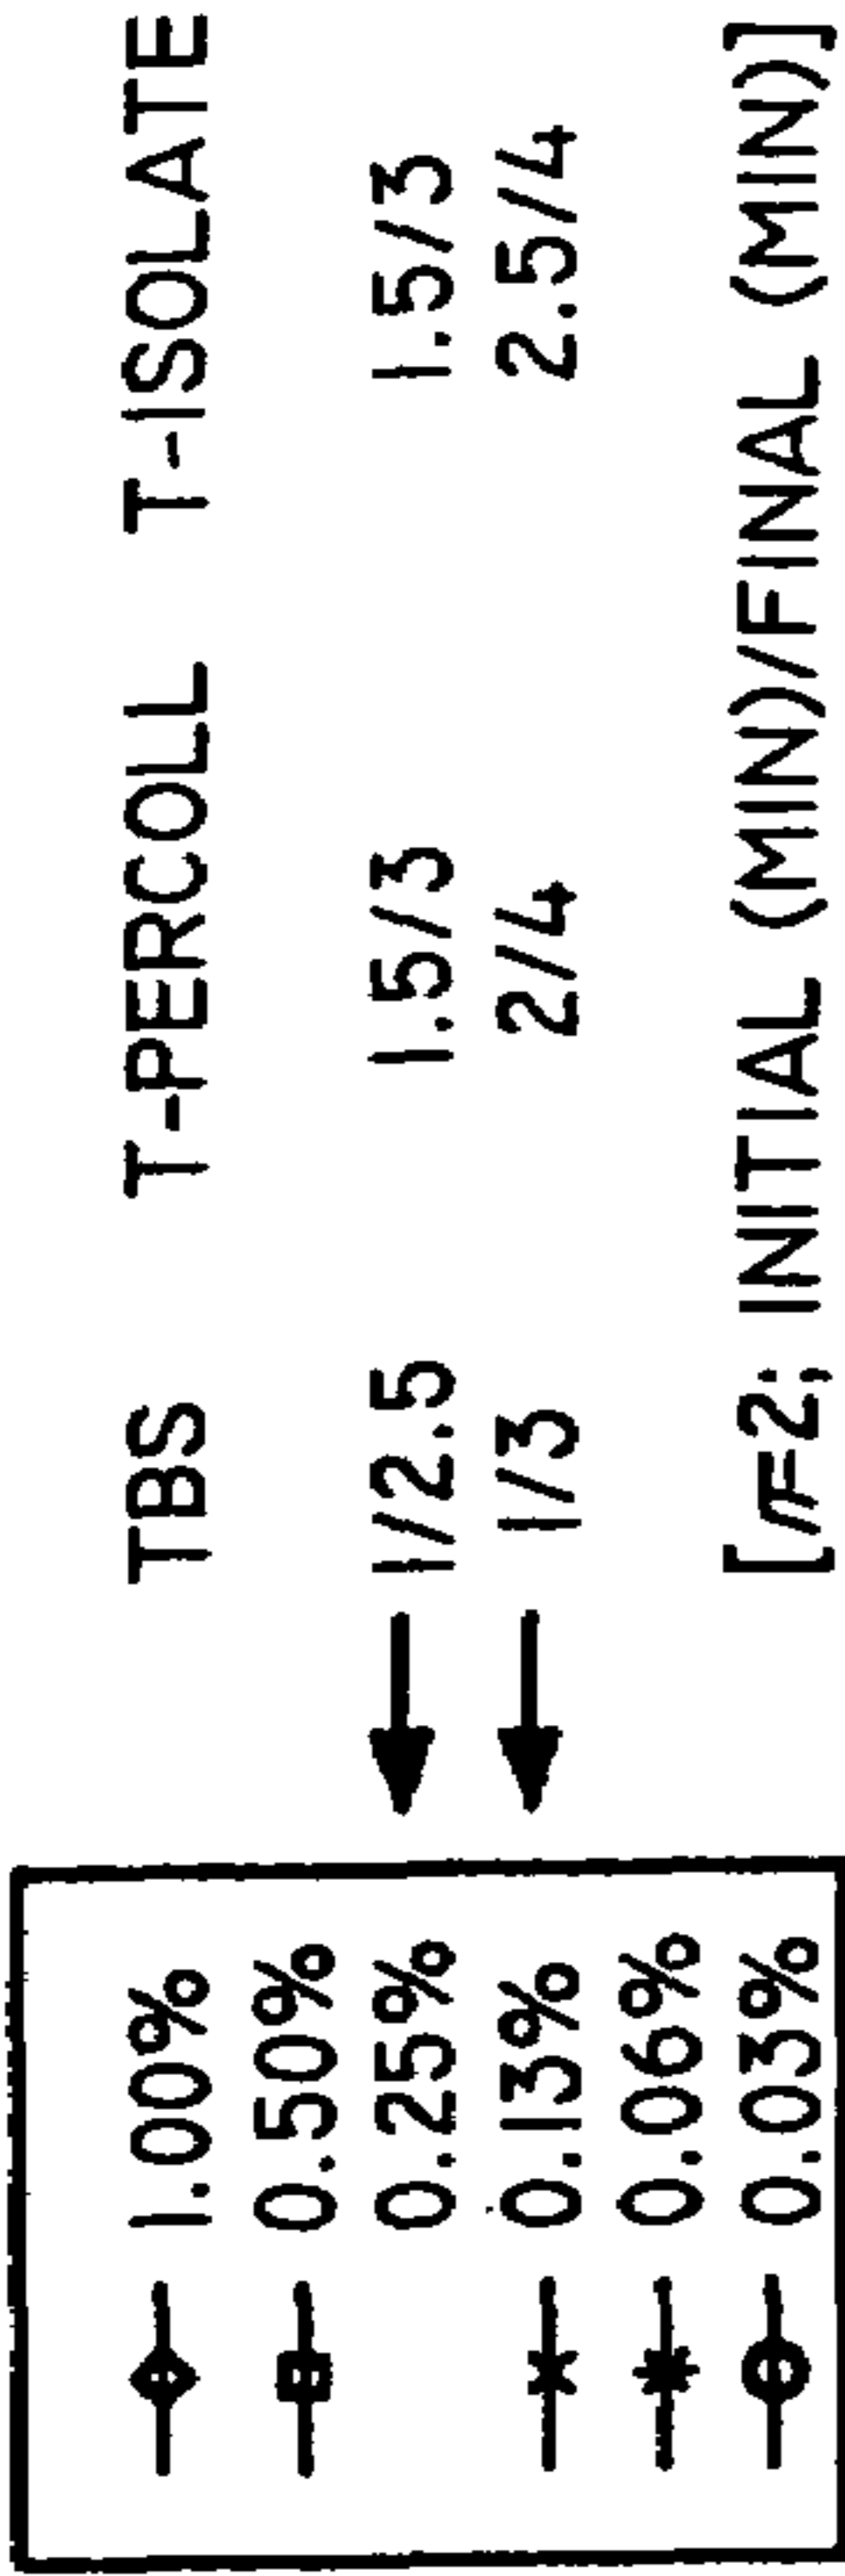 TBS T-PERCOLL T-ISOLATE
1.00%
0.50%
0.25% 1/2.5 1.5/3 1.5/3
0.13% 1/3 2/4 2.5/4
0.06%
0.03%
[n=2; INITIAL (MIN)/FINAL (MIN)]